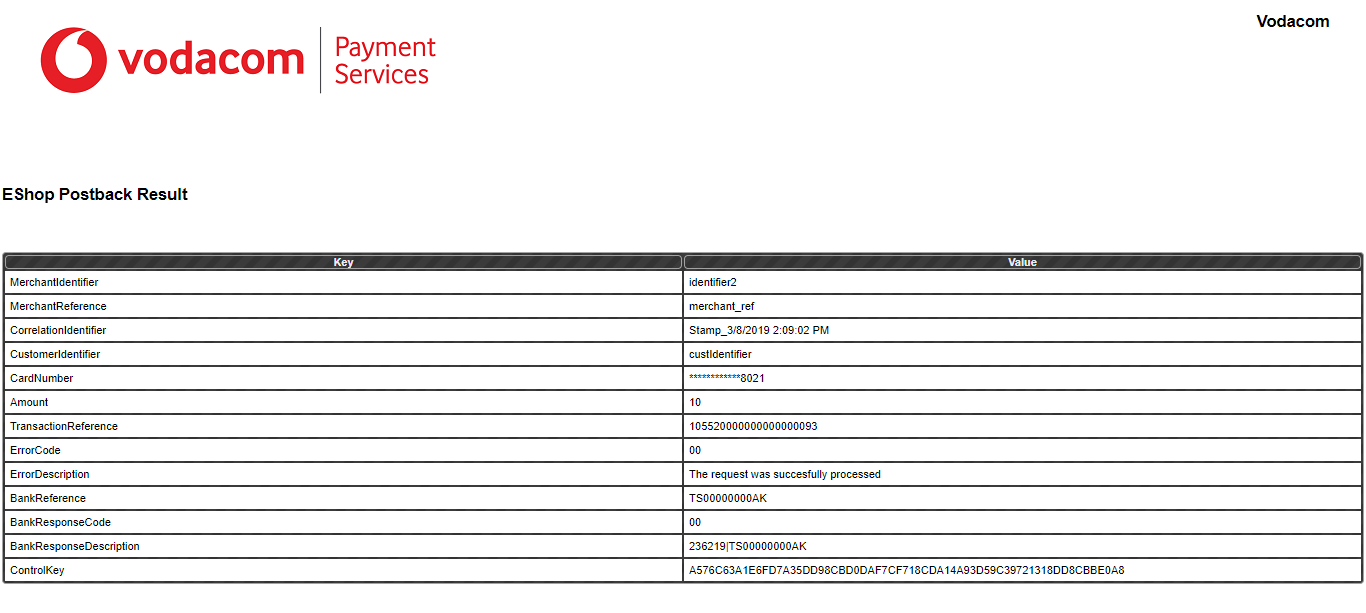 Vodacom
vodacom Payment
Services
EShop Postback Result
Key Value
MerchantIdentifier identifier2
MerchantReference merchant_ref
CorrelationIdentifier Stamp_3/8/2019 2:09:02 PM
CustomerIdentifier custIdentifier
CardNumber ************8021
Amount 10
TransactionReference 105520000000000000093
ErrorCode 00
ErrorDescription The request was succesfully processed
BankReference TS00000000AK
BankResponseCode 00
BankResponseDescription 236219|TS00000000AK
ControlKey A576C63A1E6FD7A35DD98CBD0DAF7CF718CDA14A93D59C39721318DD8CBBE0A8